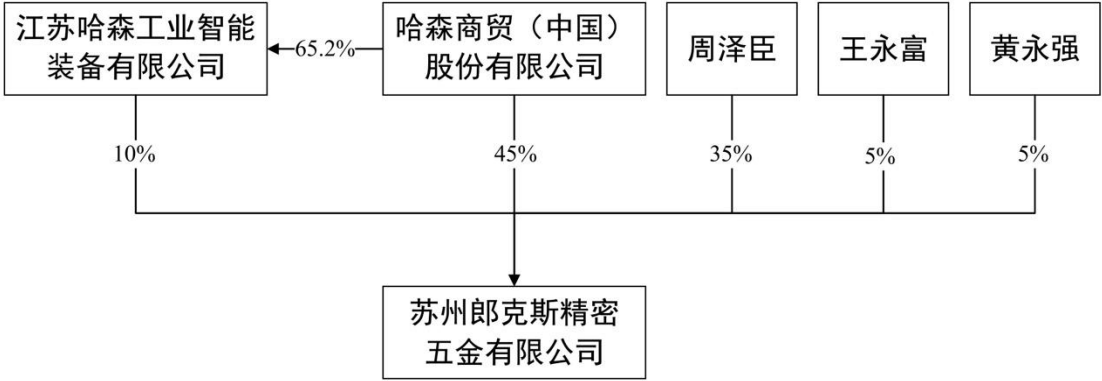 江苏哈森工业智能
装备有限公司
65.2%
哈森商贸（中国）
股份有限公司
周泽臣
王永富
黄永强
10%
45%
35%
5%
5%
苏州郎克斯精密
五金有限公司